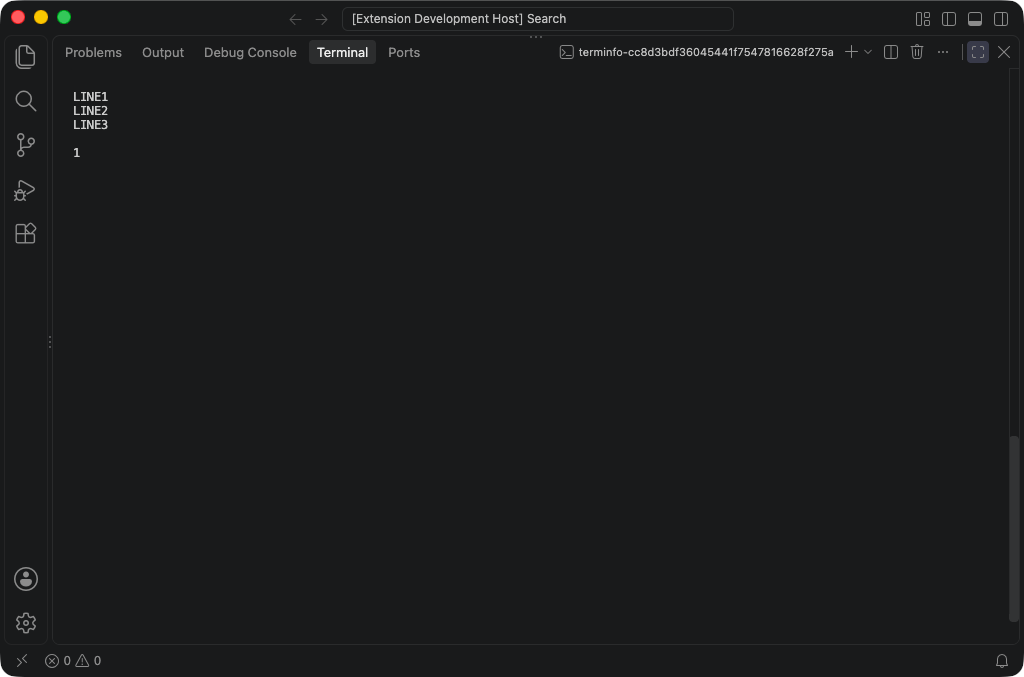 [Extension Development Host] Search
Problems Output Debug Console Terminal Ports terminfo-cc8d3bdf36045441f7547816628f275a
LINE1
LINE2
LINE3
1
0 0